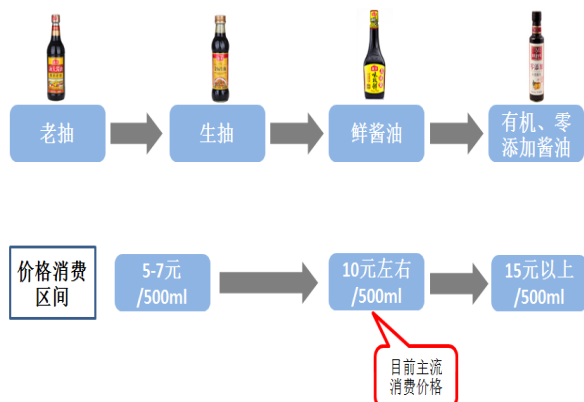 老抽
生抽
鲜酱油
有机、零
添加酱油
价格消费
区间
5-7元
/500ml
10元左右
/500ml
15元以上
/500ml
目前主流
消费价格